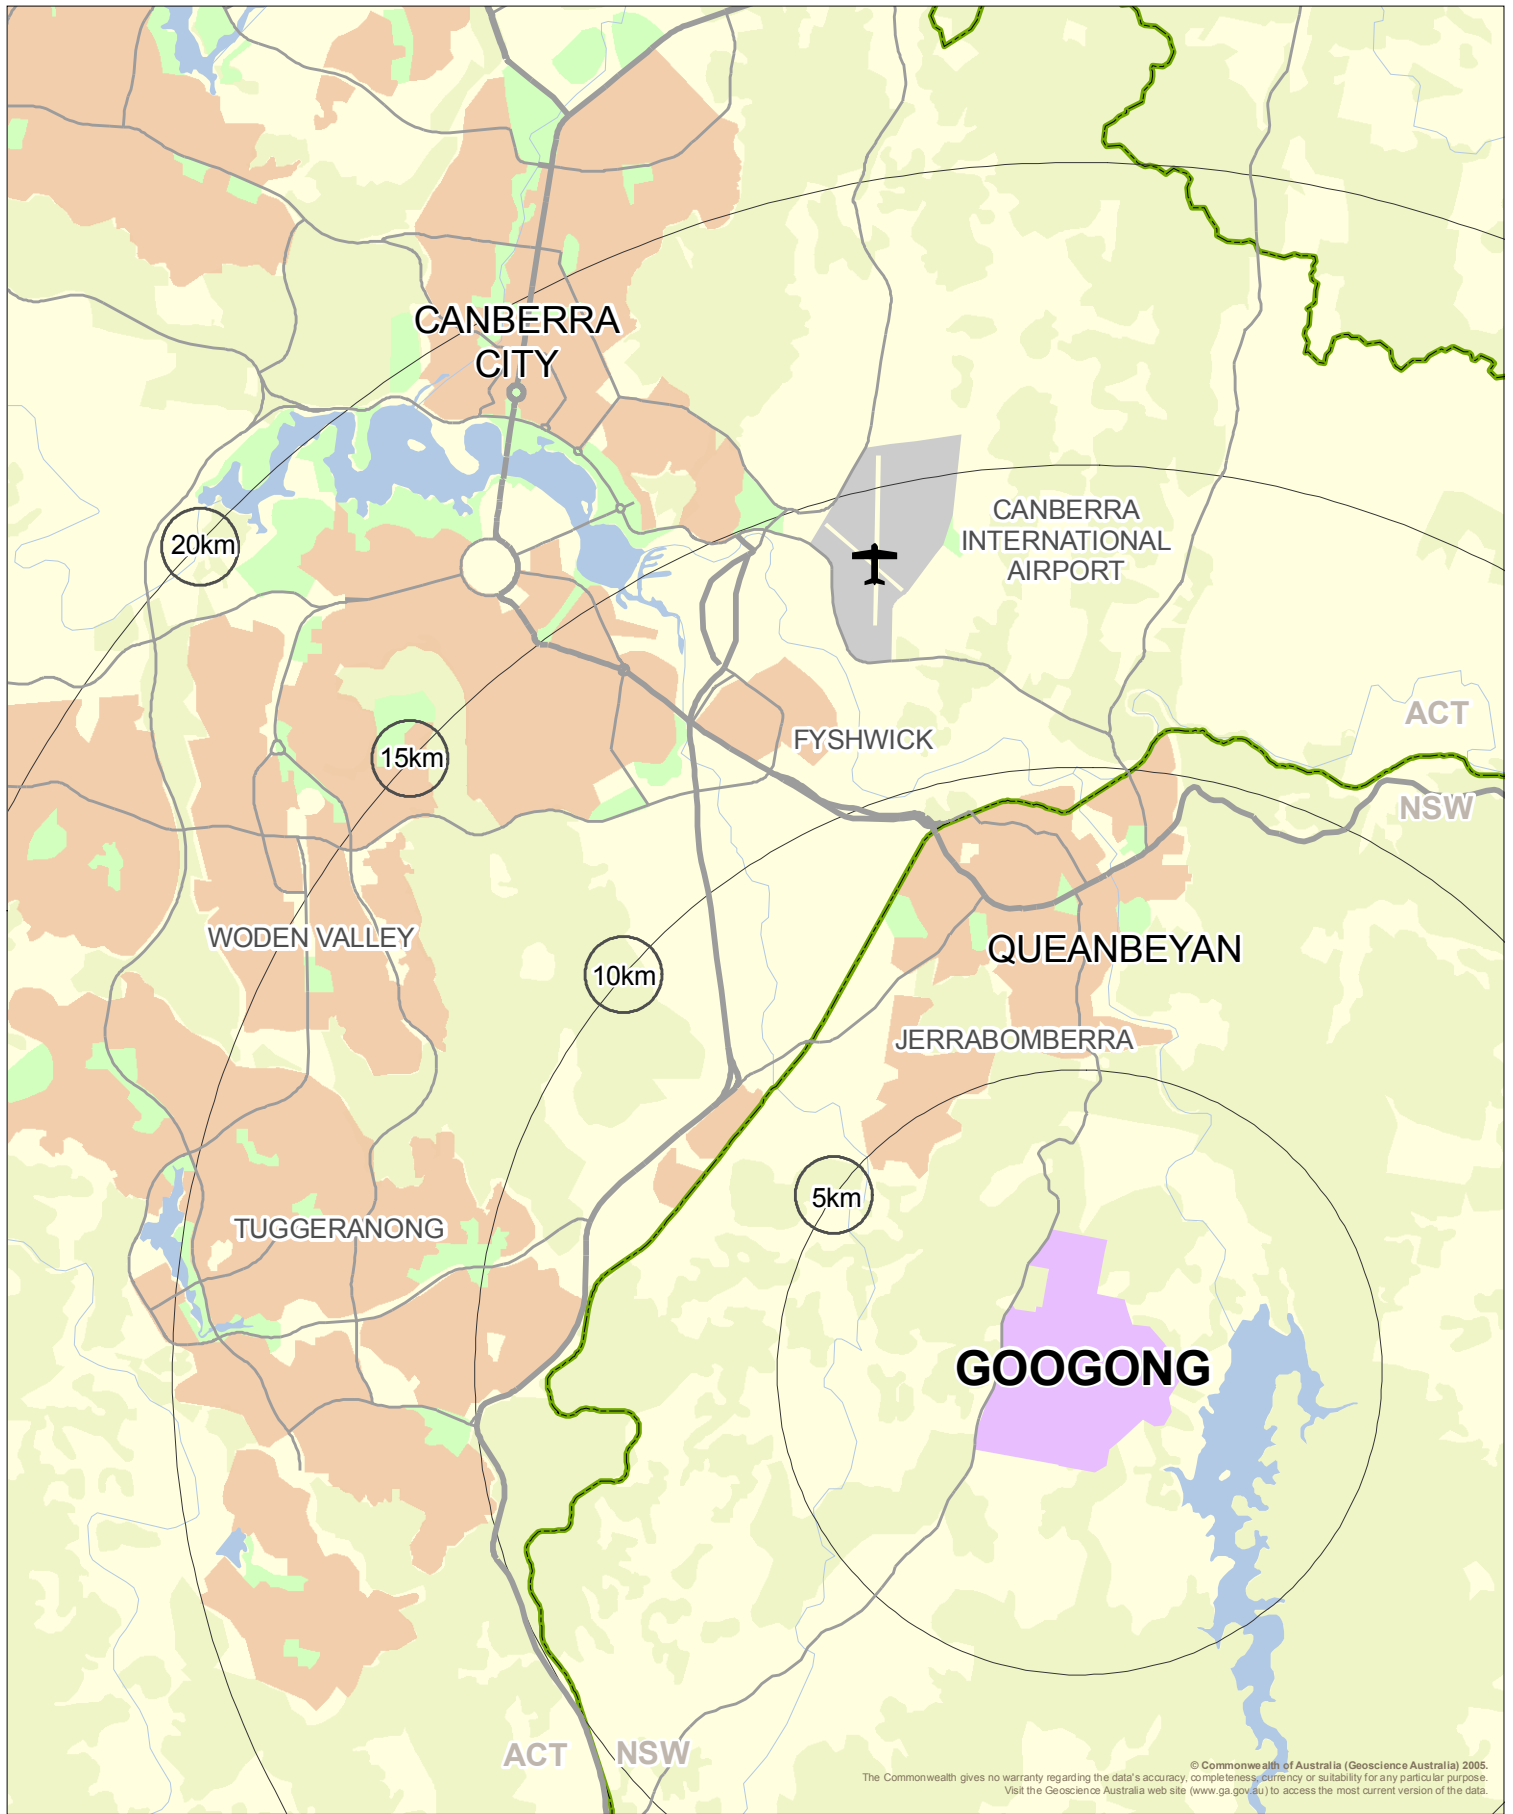 CANBERRA
CITY
CANBERRA
INTERNATIONAL
AIRPORT
20km
ACT
FYSHWICK
15km
NSW
WODEN VALLEY
QUEANBEYAN
10km
JERRABOMBERRA
5km
TUGGERANONG
GOOGONG
ACT
NSW
© Commonwealth of Australia (Geoscience Australia) 2005.
The Commonwealth gives no warranty regarding the data's accuracy, completeness, currency or suitability for any particular purpose.
Visit the Geoscience Australia web site (www.ga.gov.au) to access the most current version of the data.